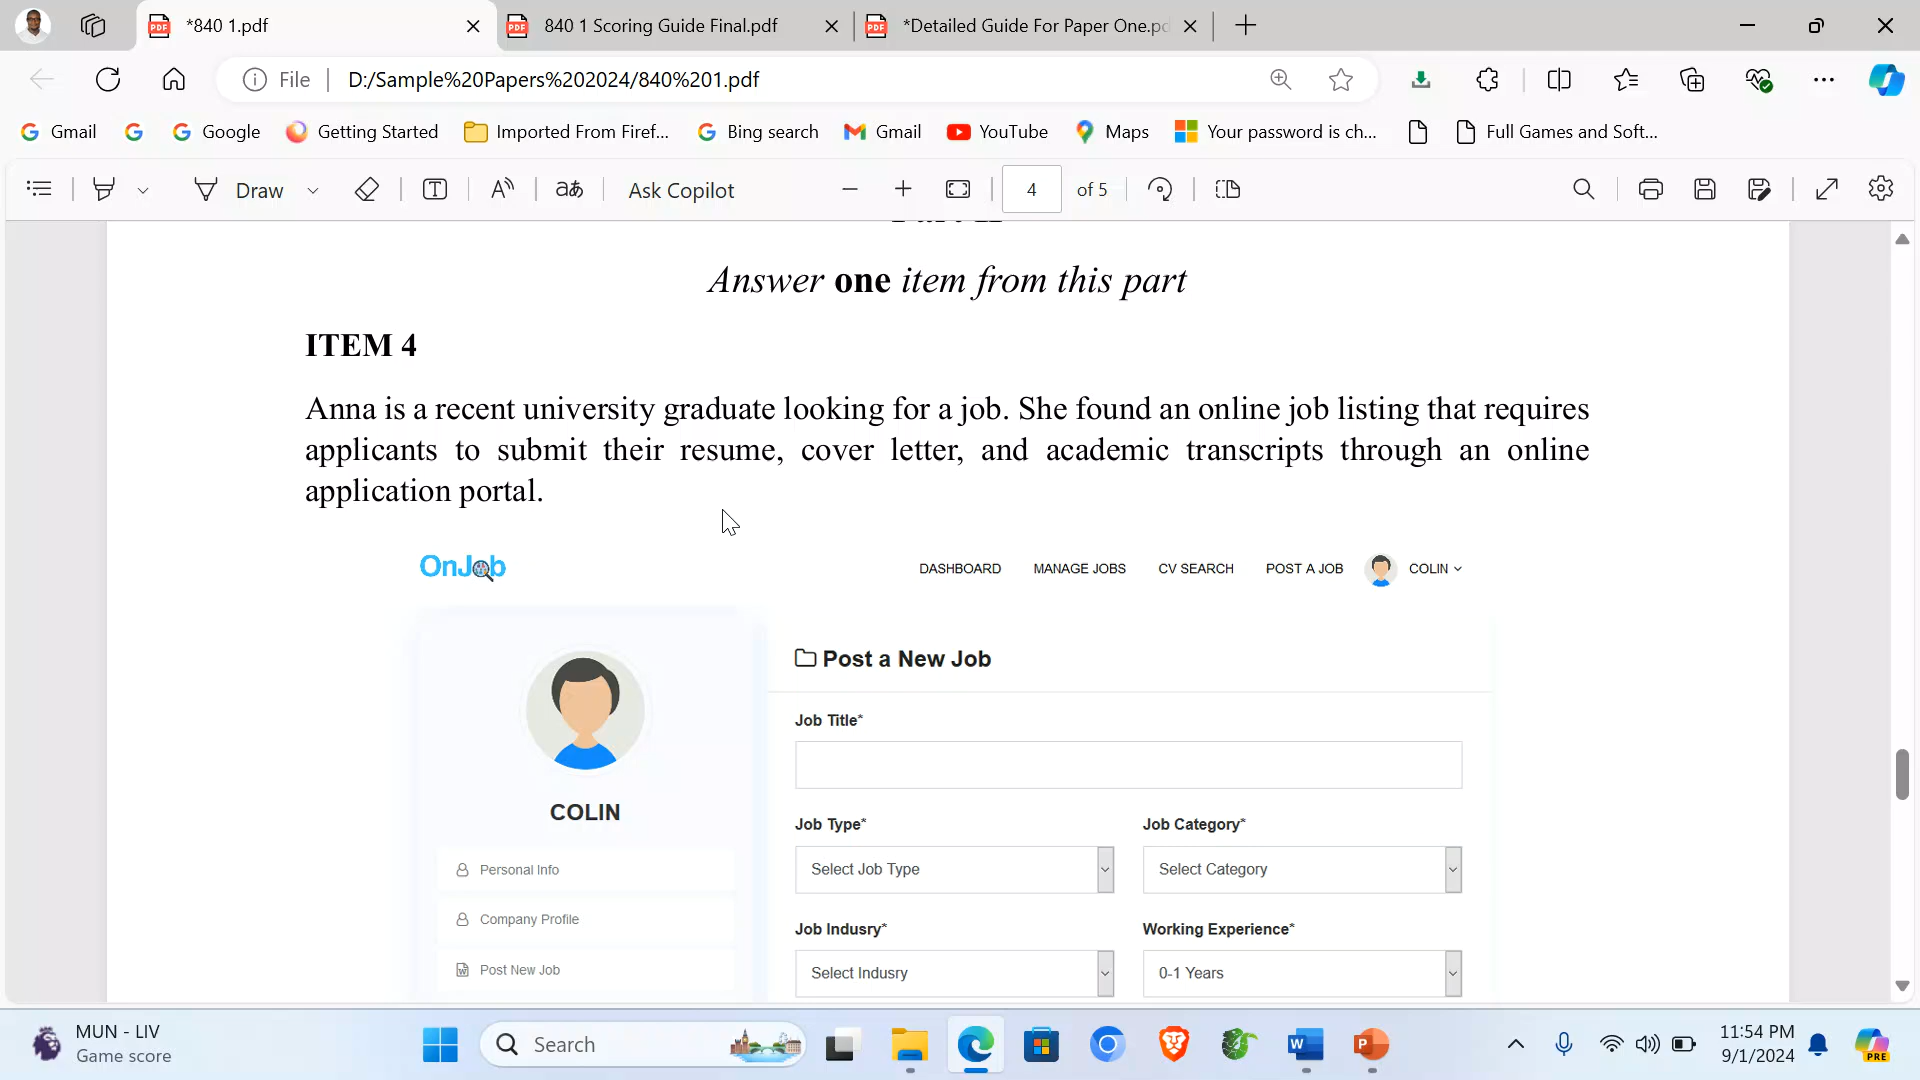 *840 1.pdf
840 1 Scoring Guide Final.pdf
*Detailed Guide For Paper One.pd
File
D:/Sample%20Papers%202024/840%201.pdf
Gmail
Google
Getting Started
Imported From Firef...
Bing search
Gmail
YouTube
Maps
Your password is ch...
Full Games and Soft...
Draw
Ask Copilot
4 of 5
Answer one item from this part
ITEM 4
Anna is a recent university graduate looking for a job. She found an online job listing that requires
applicants to submit their resume, cover letter, and academic transcripts through an online
application portal.
OnJob
DASHBOARD MANAGE JOBS CV SEARCH POST A JOB COLIN
Post a New Job
Job Title*
COLIN
Job Type* Job Category*
Select Job Type Select Category
Personal Info
Company Profile
Job Indusry* Working Experience*
Post New Job
Select Indusry 0-1 Years
MUN - LIV
Game score
Search
11:54 PM
9/1/2024
PRE